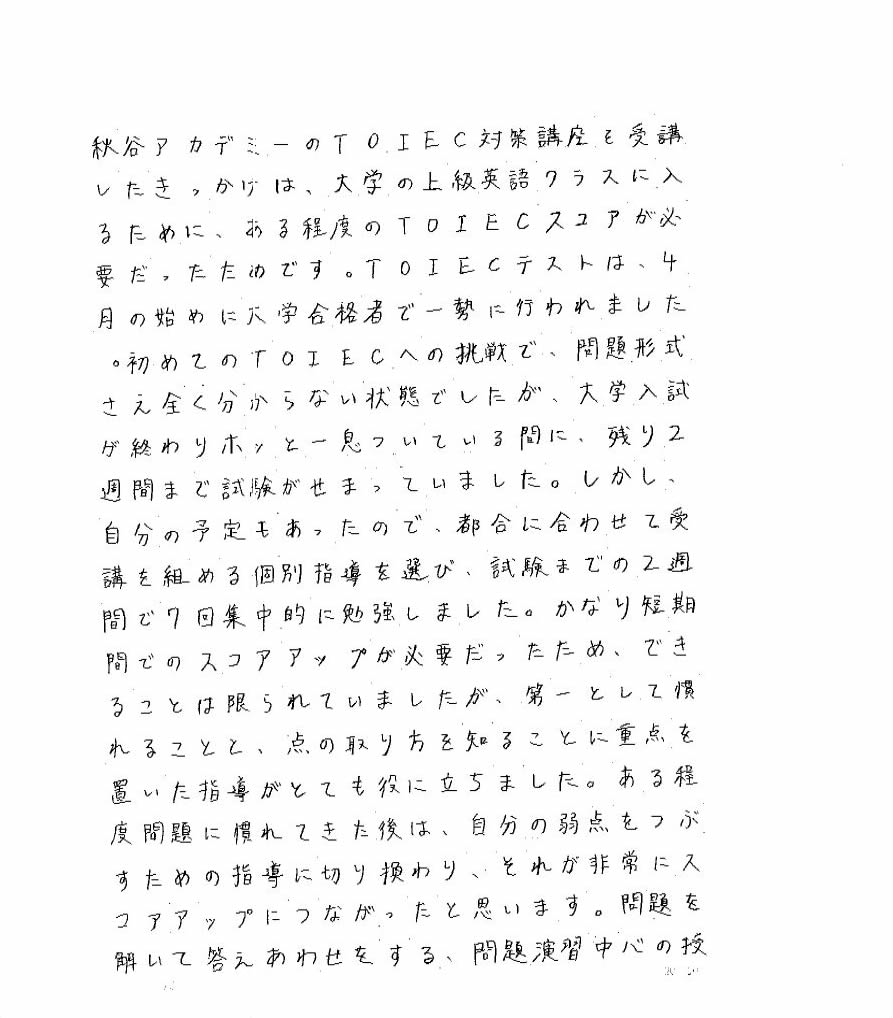 秋谷アカデミーのTOIEC対策講座を受講
したきっかけは、大学の上級英語クラスに入
るために、ある程度のTOIECスコアが必
要だったためです。TOIECテストは、4
月の始めに大学合格者で一勢に行われました
。初めてのTOIECへの挑戦で、問題形式
さえ全く分からない状態でしたが、大学入試
が終わりホッと一息ついている間に、残り2
週間まで試験がせまっていました。しかし、
自分の予定もあったので、都合に合わせて受
講を組める個別指導を選び、試験までの2週
間で7回集中的に勉強しました。かなり短期
間でのスコアアップが必要だったため、でき
ることは限られていましたが、第一として慣
れることと、点の取り方を知ることに重点を
置いた指導がとても役に立ちました。ある程
度問題に慣れてきた後は、自分の弱点をつぶ
すための指導に切り換わり、それが非常にス
コアアップにつながったと思います。問題を
解いて答えあわせをする、問題演習中心の授